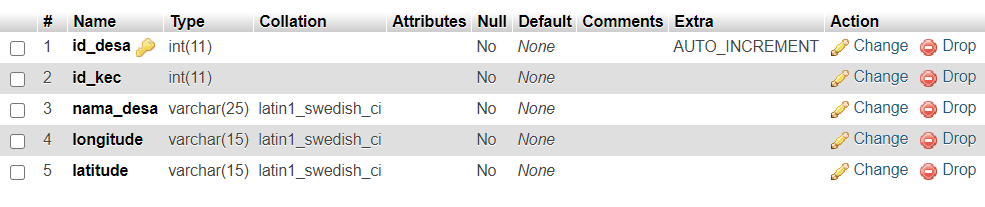 # Name Type Collation Attributes Null Default Comments Extra Action
1 id_desa int(11) No None AUTO_INCREMENT Change Drop
2 id_kec int(11) No None Change Drop
3 nama_desa varchar(25) latin1_swedish_ci No None Change Drop
4 longitude varchar(15) latin1_swedish_ci No None Change Drop
5 latitude varchar(15) latin1_swedish_ci No None Change Drop